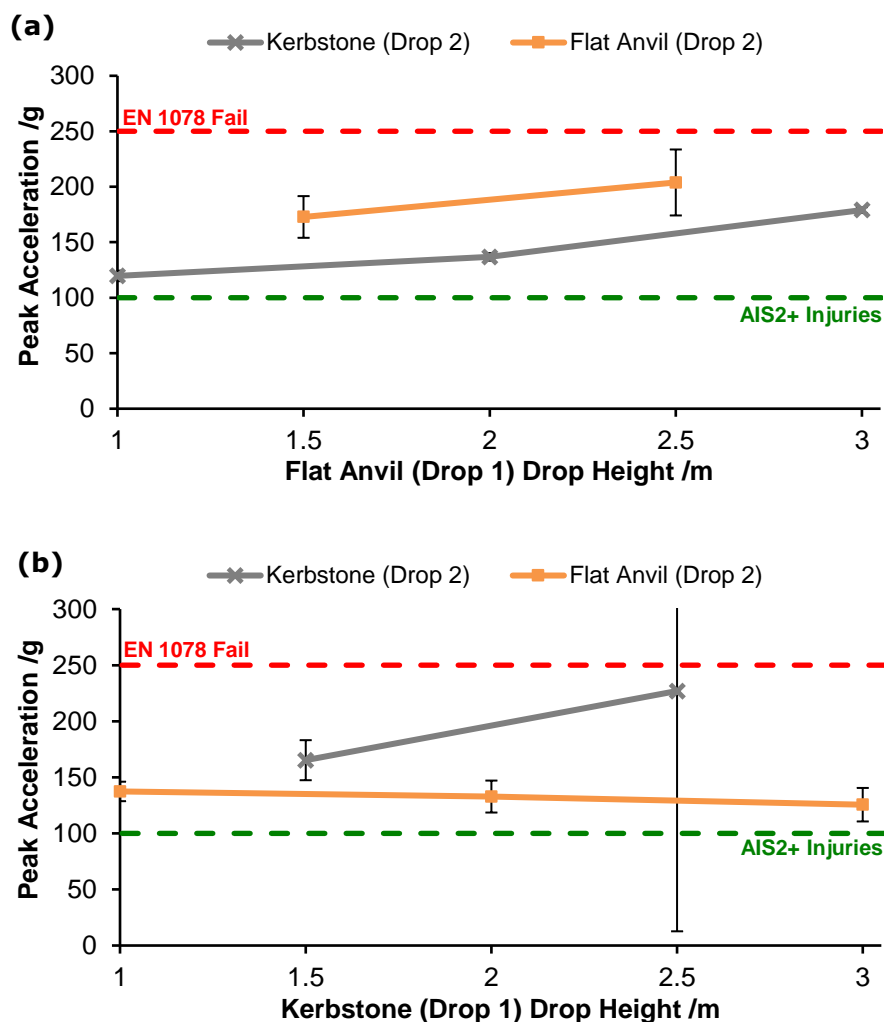 (a)
Kerbstone (Drop 2) Flat Anvil (Drop 2)
300
EN 1078 Fail
250
200
150
100
AIS2+ Injuries
50
0
Peak Acceleration /g
1 1.5 2 2.5 3
Flat Anvil (Drop 1) Drop Height /m
(b)
Kerbstone (Drop 2) Flat Anvil (Drop 2)
300
EN 1078 Fail
250
200
150
100
AIS2+ Injuries
50
0
Peak Acceleration /g
1 1.5 2 2.5 3
Kerbstone (Drop 1) Drop Height /m